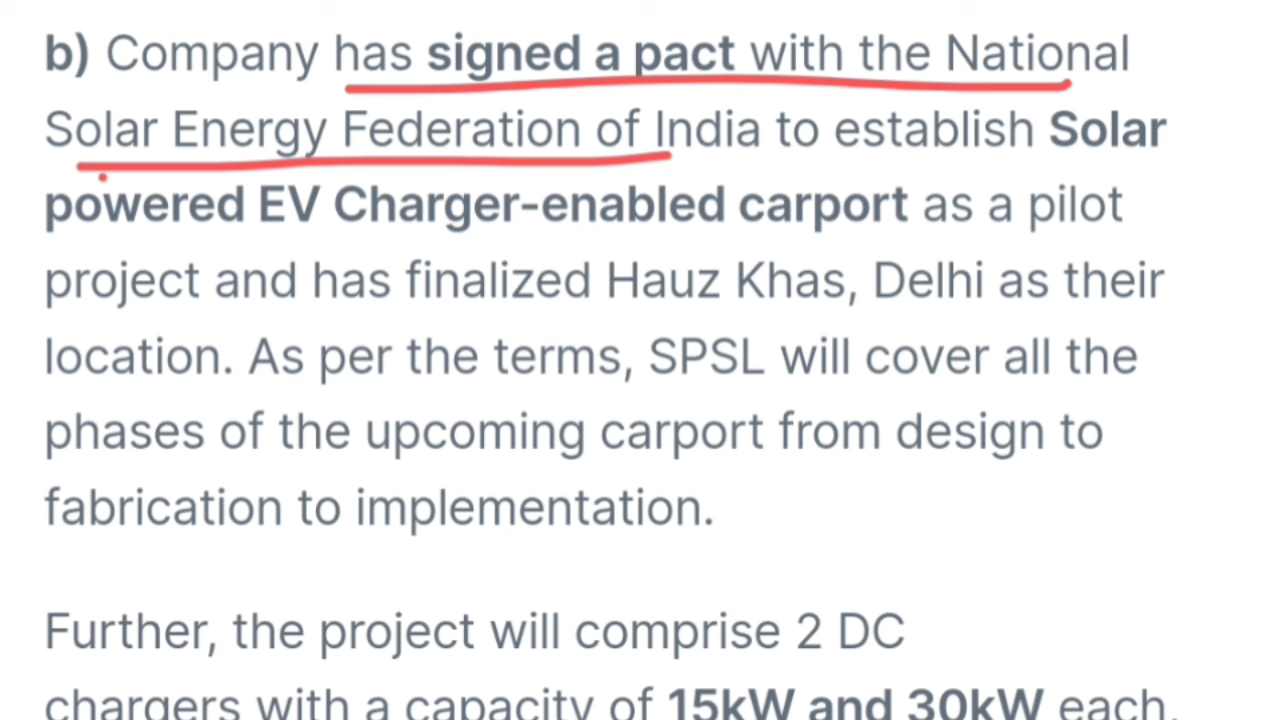 b) Company has signed a pact with the National
Solar Energy Federation of India to establish Solar
powered EV Charger-enabled carport as a pilot
project and has finalized Hauz Khas, Delhi as their
location. As per the terms, SPSL will cover all the
phases of the upcoming carport from design to
fabrication to implementation.
Further, the project will comprise 2 DC
chargers with a capacity of 15kW and 30kW each.